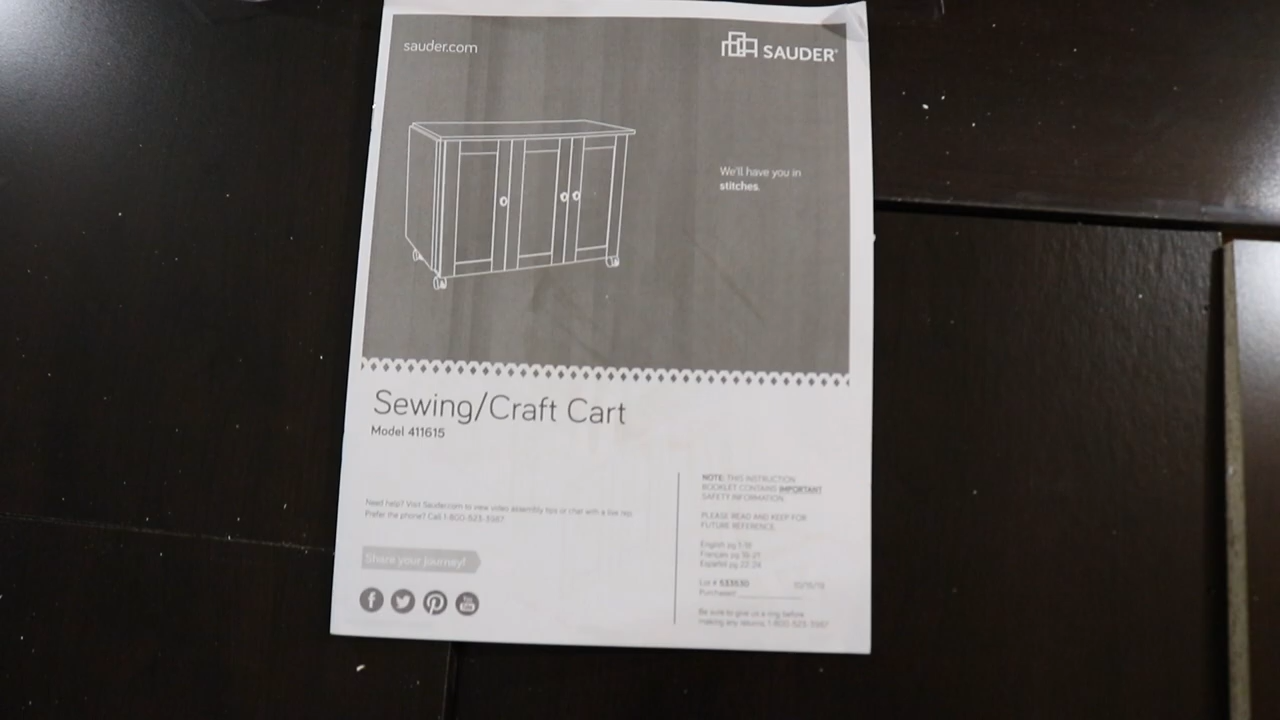 sauder.com
SAUDER
We'll have you in
stitches.
Sewing/Craft Cart
Model 411615
Need help? Visit Sauder.com to view video assembly tips or chat with a live rep.
Prefer the phone? Call 1-800-523-3987
Share your journey!
NOTE: THIS INSTRUCTION
BOOKLET CONTAINS IMPORTANT
SAFETY INFORMATION.
PLEASE READ AND KEEP FOR
FUTURE REFERENCE.
English pg
Français pg
Español pg 22-24
Lot # 533530
Purchased:
Be sure to give us a ring before
making any returns, 1-800-523-3987